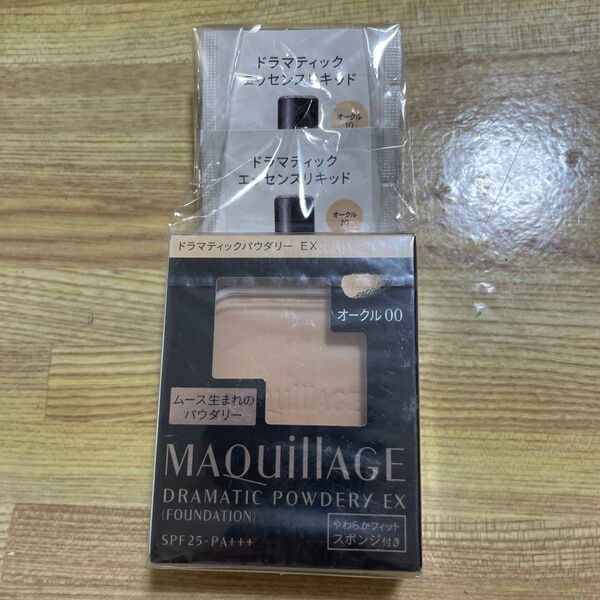 ドラマティック
エッセンスリキッド
オークル
10
ドラマティック
エッセンスリキッド
オークル
20
ドラマティックパウダリー EX
オークル00
ムース生まれの
パウダリー
MAQuillAGE
DRAMATIC POWDERY EX
(FOUNDATION)
SPF25・PA+++
やわらかフィット
スポンジ付き